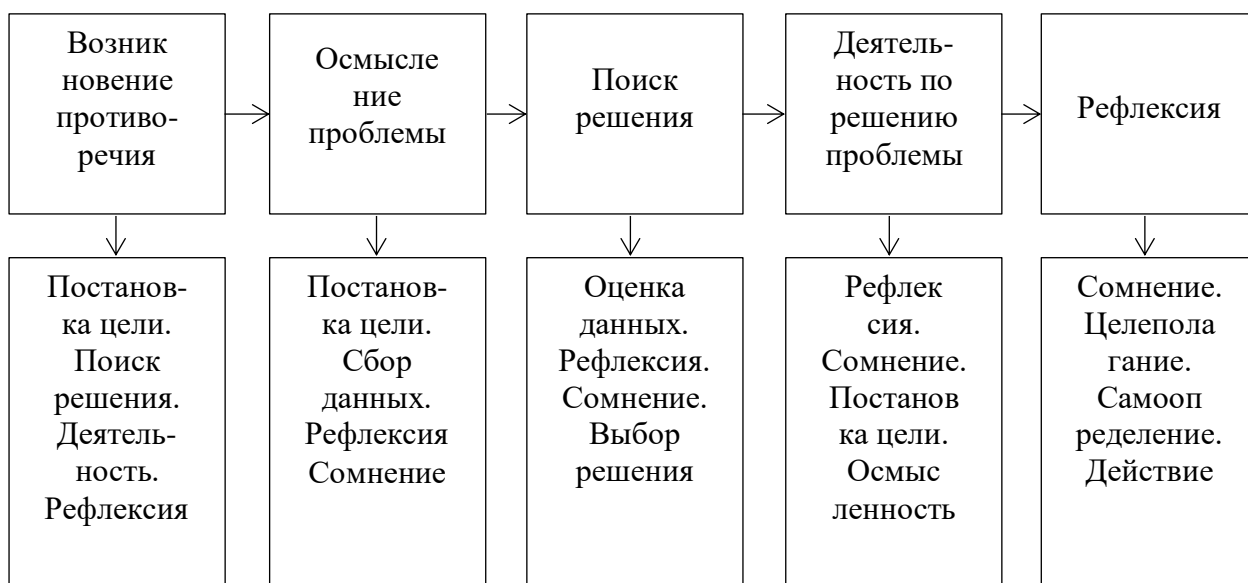 Возник
новение
противо-
речия
Осмысле
ние
проблемы
Поиск
решения
Деятель-
ность по
решению
проблемы
Рефлексия
Постанов-
ка цели.
Поиск
решения.
Деятель-
ность.
Рефлексия
Постанов-
ка цели.
Сбор
данных.
Рефлексия
Сомнение
Оценка
данных.
Рефлексия.
Сомнение.
Выбор
решения
Рефлек
сия.
Сомнение.
Постанов
ка цели.
Осмыс
ленность
Сомнение.
Целепола
гание.
Самооп
ределение.
Действие